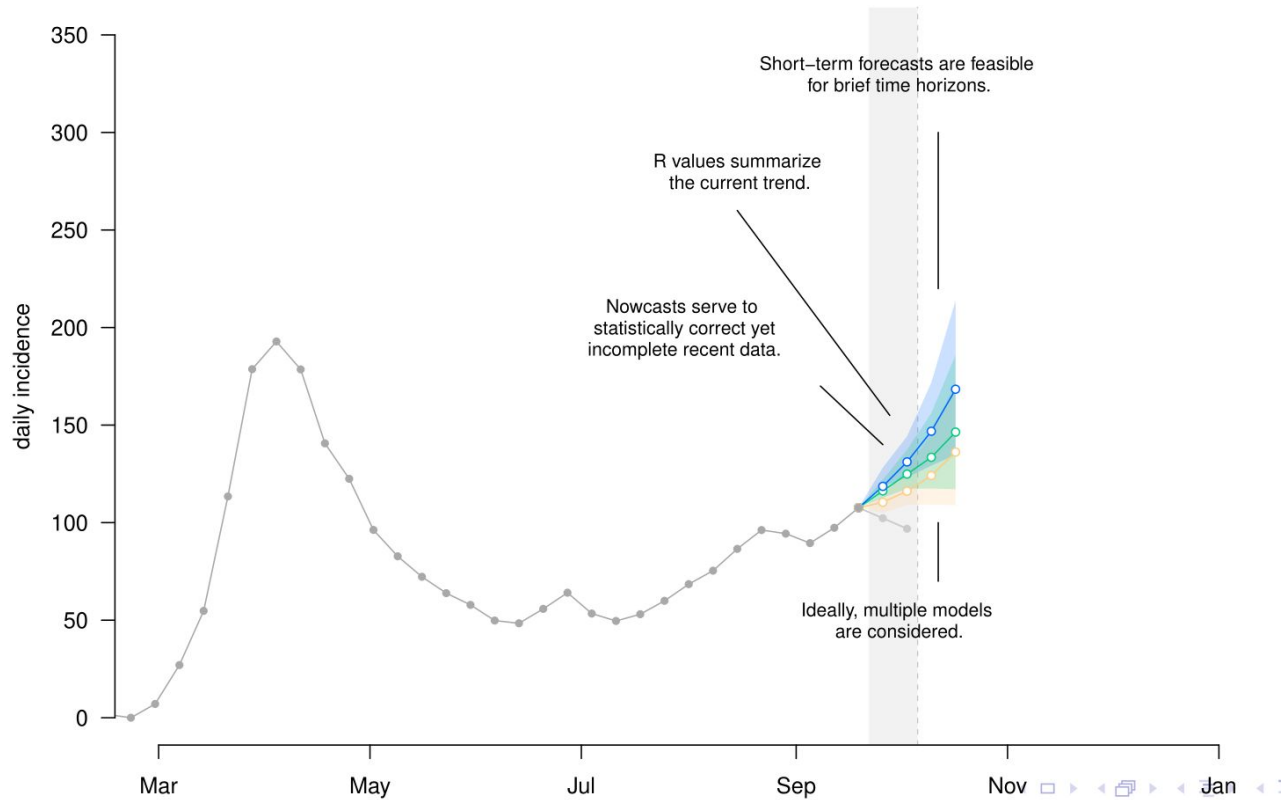 350
300
250
200
150
100
50
0
daily incidence
Short−term forecasts are feasible
for brief time horizons.
R values summarize
the current trend.
Nowcasts serve to
statistically correct yet
incomplete recent data.
Ideally, multiple models
are considered.
Mar
May
Jul
Sep
Nov
Jan